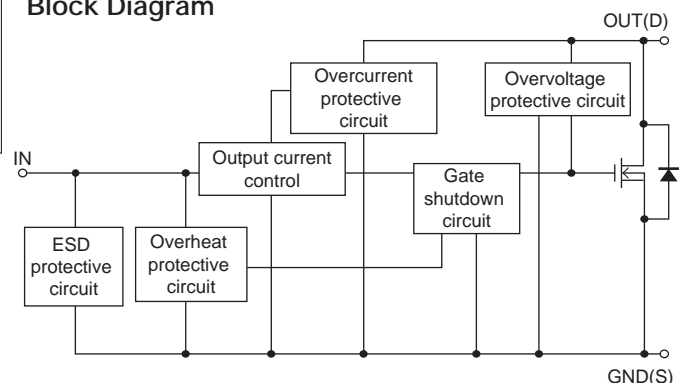 Block Diagram
OUT(D)
Overcurrent
protective
circuit
Overvoltage
protective circuit
IN
Output current
control
Gate
shutdown
circuit
ESD
protective
circuit
Overheat
protective
circuit
GND(S)